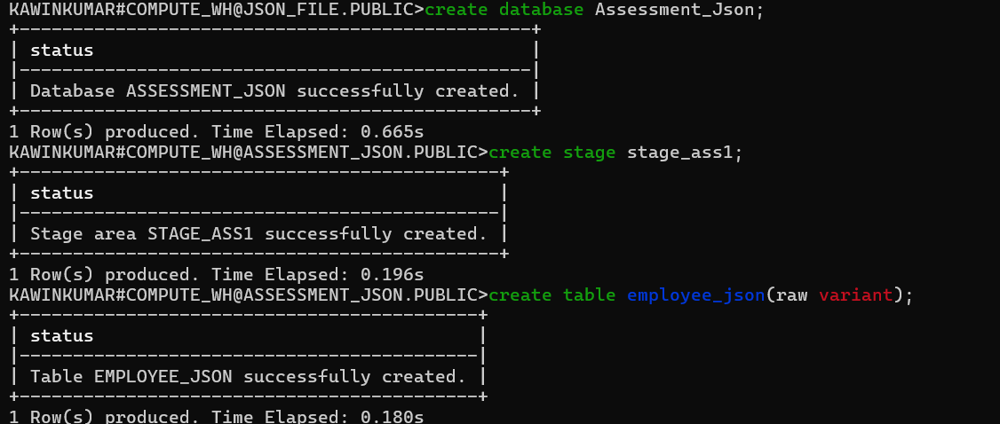 KAWINKUMAR#COMPUTE_WH@JSON_FILE.PUBLIC>create database Assessment_Json;
+------------------------------------------------+
| status                                         |
|------------------------------------------------|
| Database ASSESSMENT_JSON successfully created. |
+------------------------------------------------+
1 Row(s) produced. Time Elapsed: 0.665s
KAWINKUMAR#COMPUTE_WH@ASSESSMENT_JSON.PUBLIC>create stage stage_ass1;
+---------------------------------------------+
| status                                      |
|---------------------------------------------|
| Stage area STAGE_ASS1 successfully created. |
+---------------------------------------------+
1 Row(s) produced. Time Elapsed: 0.196s
KAWINKUMAR#COMPUTE_WH@ASSESSMENT_JSON.PUBLIC>create table employee_json(raw variant);
+-------------------------------------------+
| status                                    |
|-------------------------------------------|
| Table EMPLOYEE_JSON successfully created. |
+-------------------------------------------+
1 Row(s) produced. Time Elapsed: 0.180s